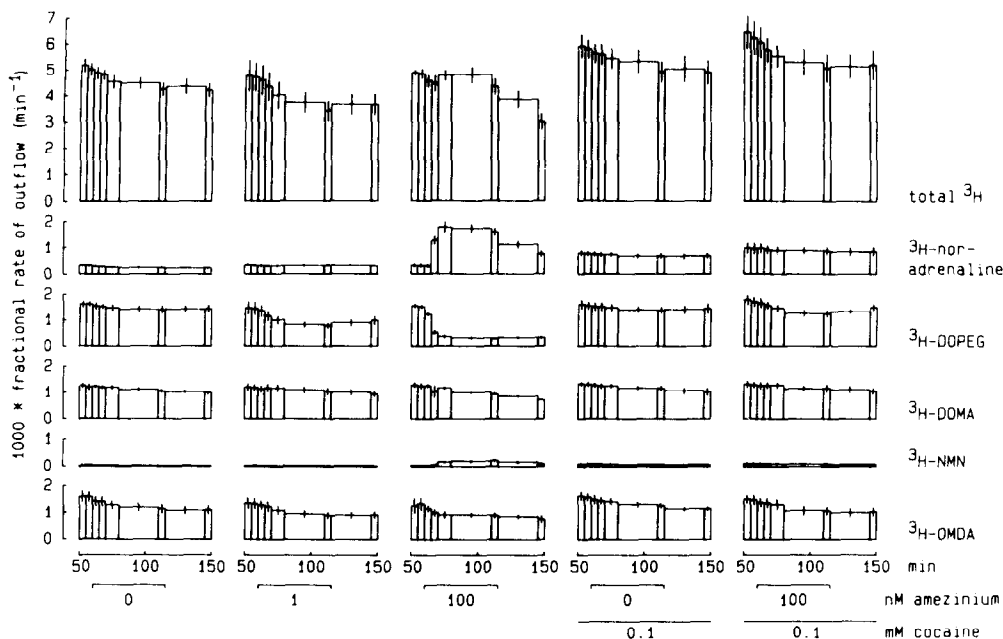 1000 * fractional rate of outflow (min⁻¹)
7
6
5
4
3
2
1
0
total ³H
2
1
0
³H-nor-
adrenaline
2
1
0
³H-DOPEG
2
1
0
³H-DOMA
1
0
³H-NMN
2
1
0
³H-OMDA
50 100 150 50 100 150 50 100 150 50 100 150 50 100 150 min
0 1 100 0 100 nM amezinium
0.1 0.1 mM cocaine